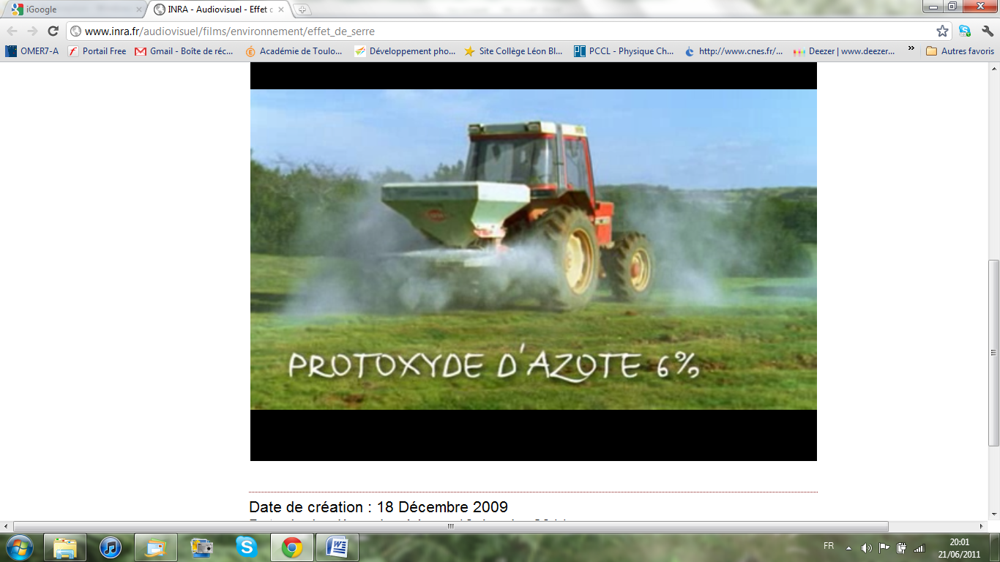 iGoogle
INRA - Audiovisuel - Effet d
www.inra.fr/audiovisuel/films/environnement/effet_de_serre
OMER7-A
Portail Free
Gmail - Boîte de réc...
Académie de Toulo...
Développement pho...
Site Collège Léon Bl...
PCCL - Physique Ch...
http://www.cnes.fr/...
Deezer | www.deezer...
»
Autres favoris
PROTOXYDE D'AZOTE 6%
Date de création : 18 Décembre 2009
FR
20:01
21/06/2011